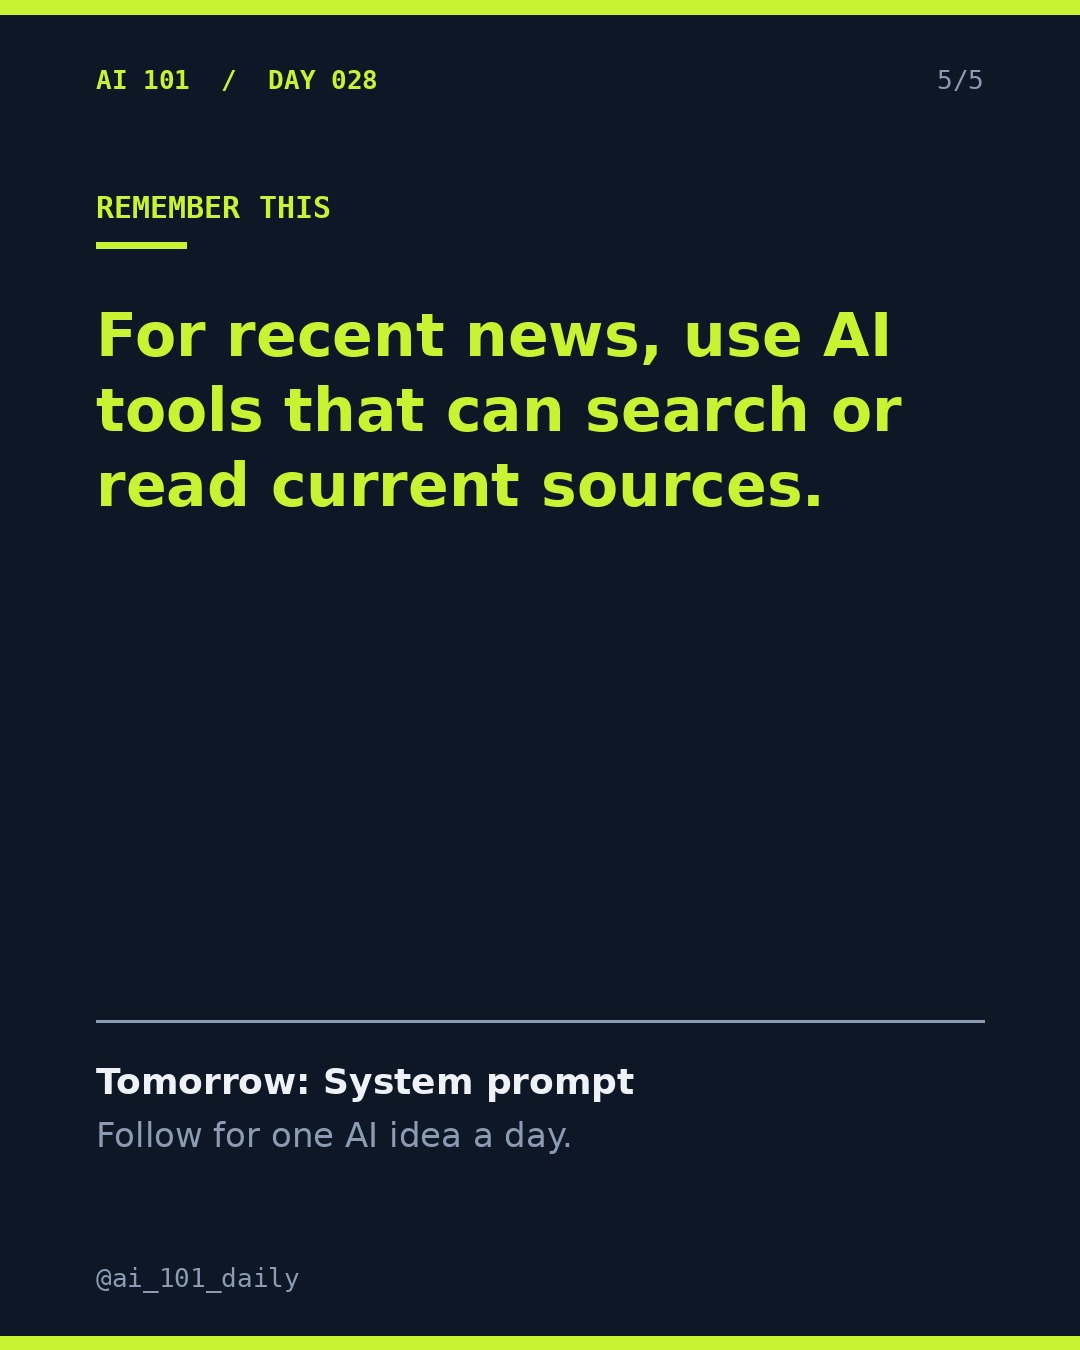 AI 101 / DAY 028
5/5
REMEMBER THIS
For recent news, use AI
tools that can search or
read current sources.
Tomorrow: System prompt
Follow for one AI idea a day.
@ai_101_daily